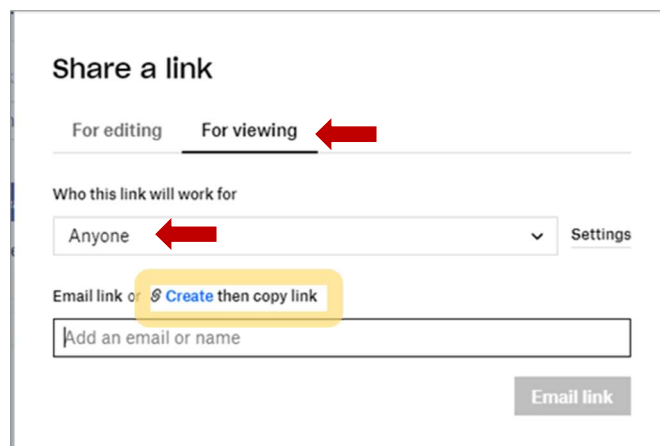 Share a link
For editing For viewing
Who this link will work for
Anyone Settings
Email link or Create then copy link
Add an email or name
Email link